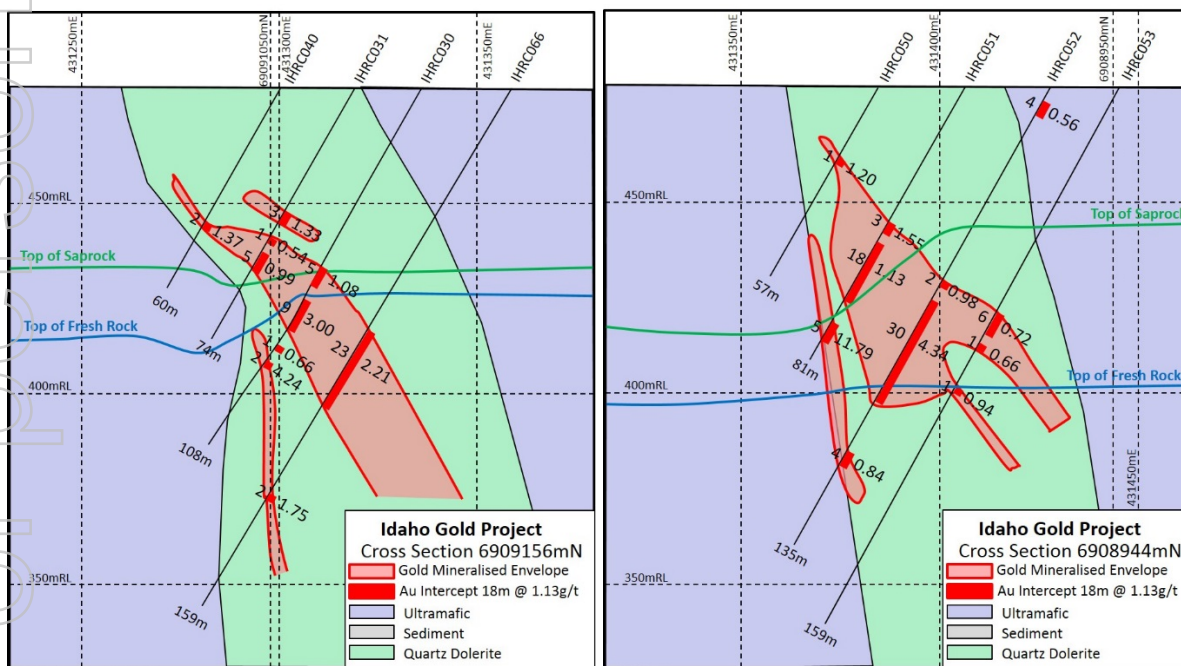 For personal use only
431250mE
69091050mN
431300mE
IHRC040
IHRC031
IHRC030
431350mE
IHRC066
450mRL
3 1.33
2 1.37
1 0.54
5 0.99
5 1.08
Top of Saprock
9 3.00
60m
Top of Fresh Rock
74m
1 0.66
23 2.21
2 4.24
400mRL
108m
2 1.75
350mRL
159m
Idaho Gold Project
Cross Section 6909156mN
Gold Mineralised Envelope
Au Intercept 18m @ 1.13g/t
Ultramafic
Sediment
Quartz Dolerite
431350mE
IHRC050
431400mE
IHRC051
IHRC052
6908950mN
IHRC053
4 0.56
1 1.20
450mRL
3 1.55
Top of Saprock
18 1.13
57m
2 0.98
5 11.79
30 4.34
6 0.72
1 0.66
81m
Top of Fresh Rock
400mRL
1 0.94
4 0.84
431450mE
135m
350mRL
159m
Idaho Gold Project
Cross Section 6908944mN
Gold Mineralised Envelope
Au Intercept 18m @ 1.13g/t
Ultramafic
Sediment
Quartz Dolerite